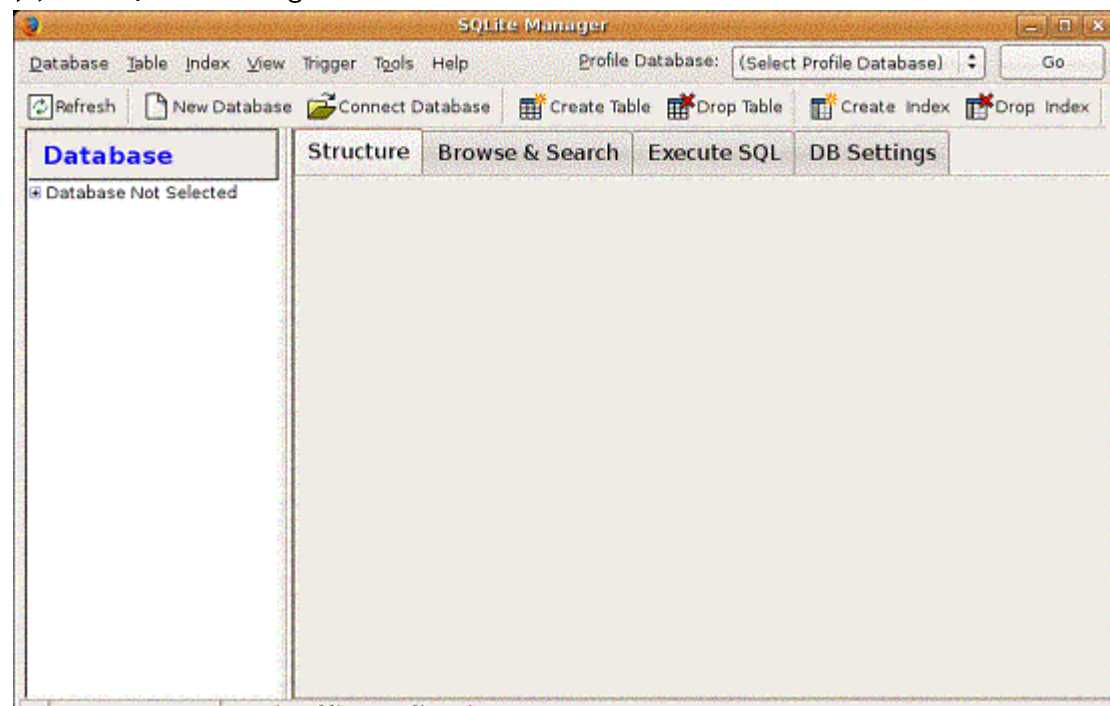 SQLite Manager
Database Table Index View Trigger Tools Help Profile Database: (Select Profile Database) Go
Refresh New Database Connect Database Create Table Drop Table Create Index Drop Index
Database
Structure Browse & Search Execute SQL DB Settings
Database Not Selected